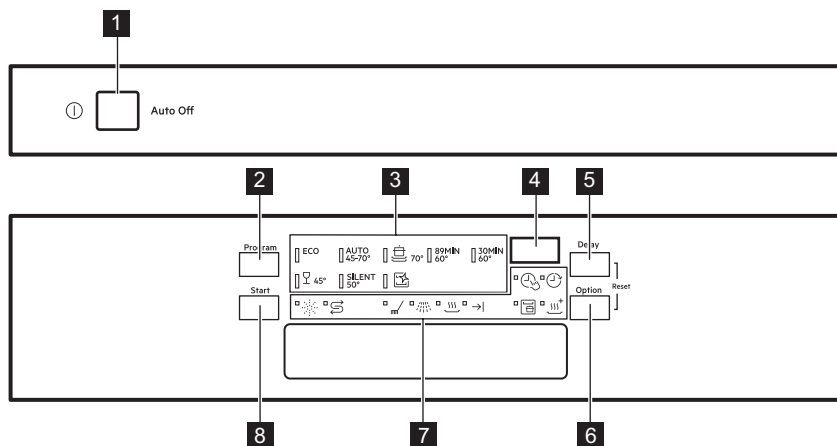 1
Auto Off
2
3
4
5
Program
ECO
AUTO
45-70°
70°
89MIN
60°
30MIN
60°
Delay
45°
SILENT
50°
Start
Option
Reset
8
7
6